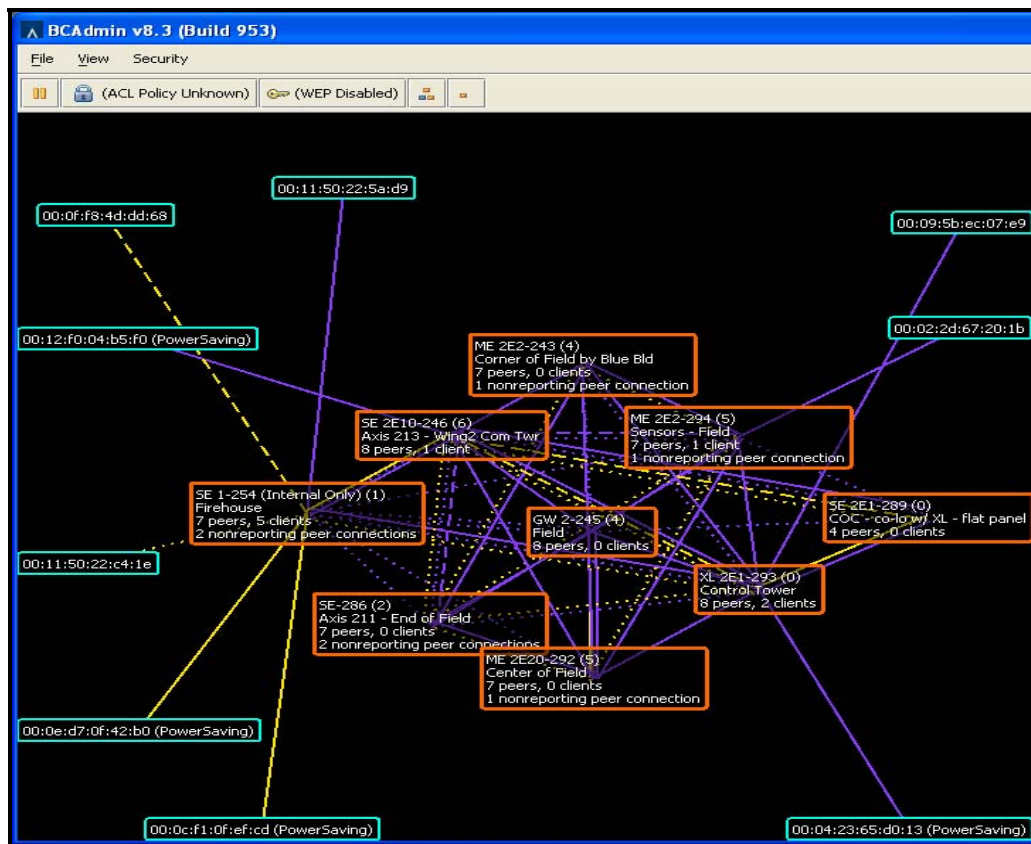 BCAdmin v8.3 (Build 953)
File View Security
(ACL Policy Unknown) (WEP Disabled)
00:11:50:22:5a:d9
00:0f:f8:4d:dd:68
00:09:5b:ec:07:e9
00:12:f0:04:b5:f0 (PowerSaving)
00:02:2d:67:20:1b
ME 2E2-243 (4)
Corner of Field by Blue Bld
7 peers, 0 clients
1 nonreporting peer connection
SE 2E10-246 (6)
Axis 213 - Wing2 Com Twr
8 peers, 1 client
ME 2E2-294 (5)
Sensors - Field
7 peers, 1 client
1 nonreporting peer connection
SE 1-254 (Internal Only) (1)
Firehouse
7 peers, 5 clients
2 nonreporting peer connections
GW 2-245 (4)
Field
8 peers, 0 clients
SE 2E1-289 (0)
COC - co-lo w/ XL - flat panel
4 peers, 0 clients
00:11:50:22:c4:1e
XL 2E1-293 (0)
Control Tower
8 peers, 2 clients
SE-286 (2)
Axis 211 - End of Field
7 peers, 0 clients
2 nonreporting peer connections
ME 2E20-292 (5)
Center of Field
7 peers, 0 clients
1 nonreporting peer connection
00:0e:d7:0f:42:b0 (PowerSaving)
00:0c:f1:0f:ef:cd (PowerSaving)
00:04:23:65:d0:13 (PowerSaving)